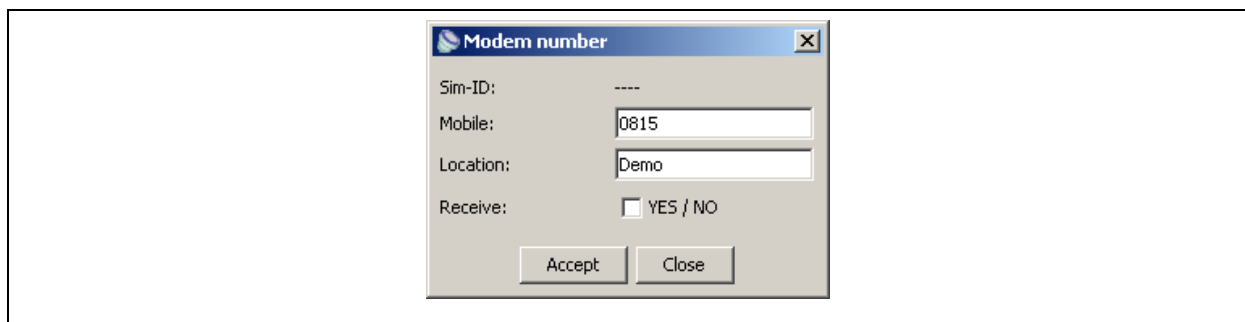 Modem number
Sim-ID: ----
Mobile: 0815
Location: Demo
Receive: YES / NO
Accept Close